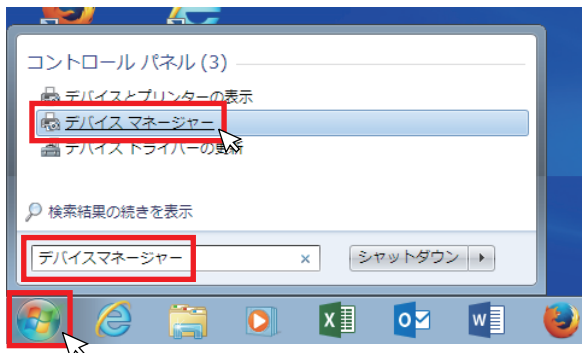 コントロール パネル (3)
デバイスとプリンターの表示
デバイス マネージャー
デバイス ドライバーの更新
検索結果の続きを表示
デバイスマネージャー × シャットダウン